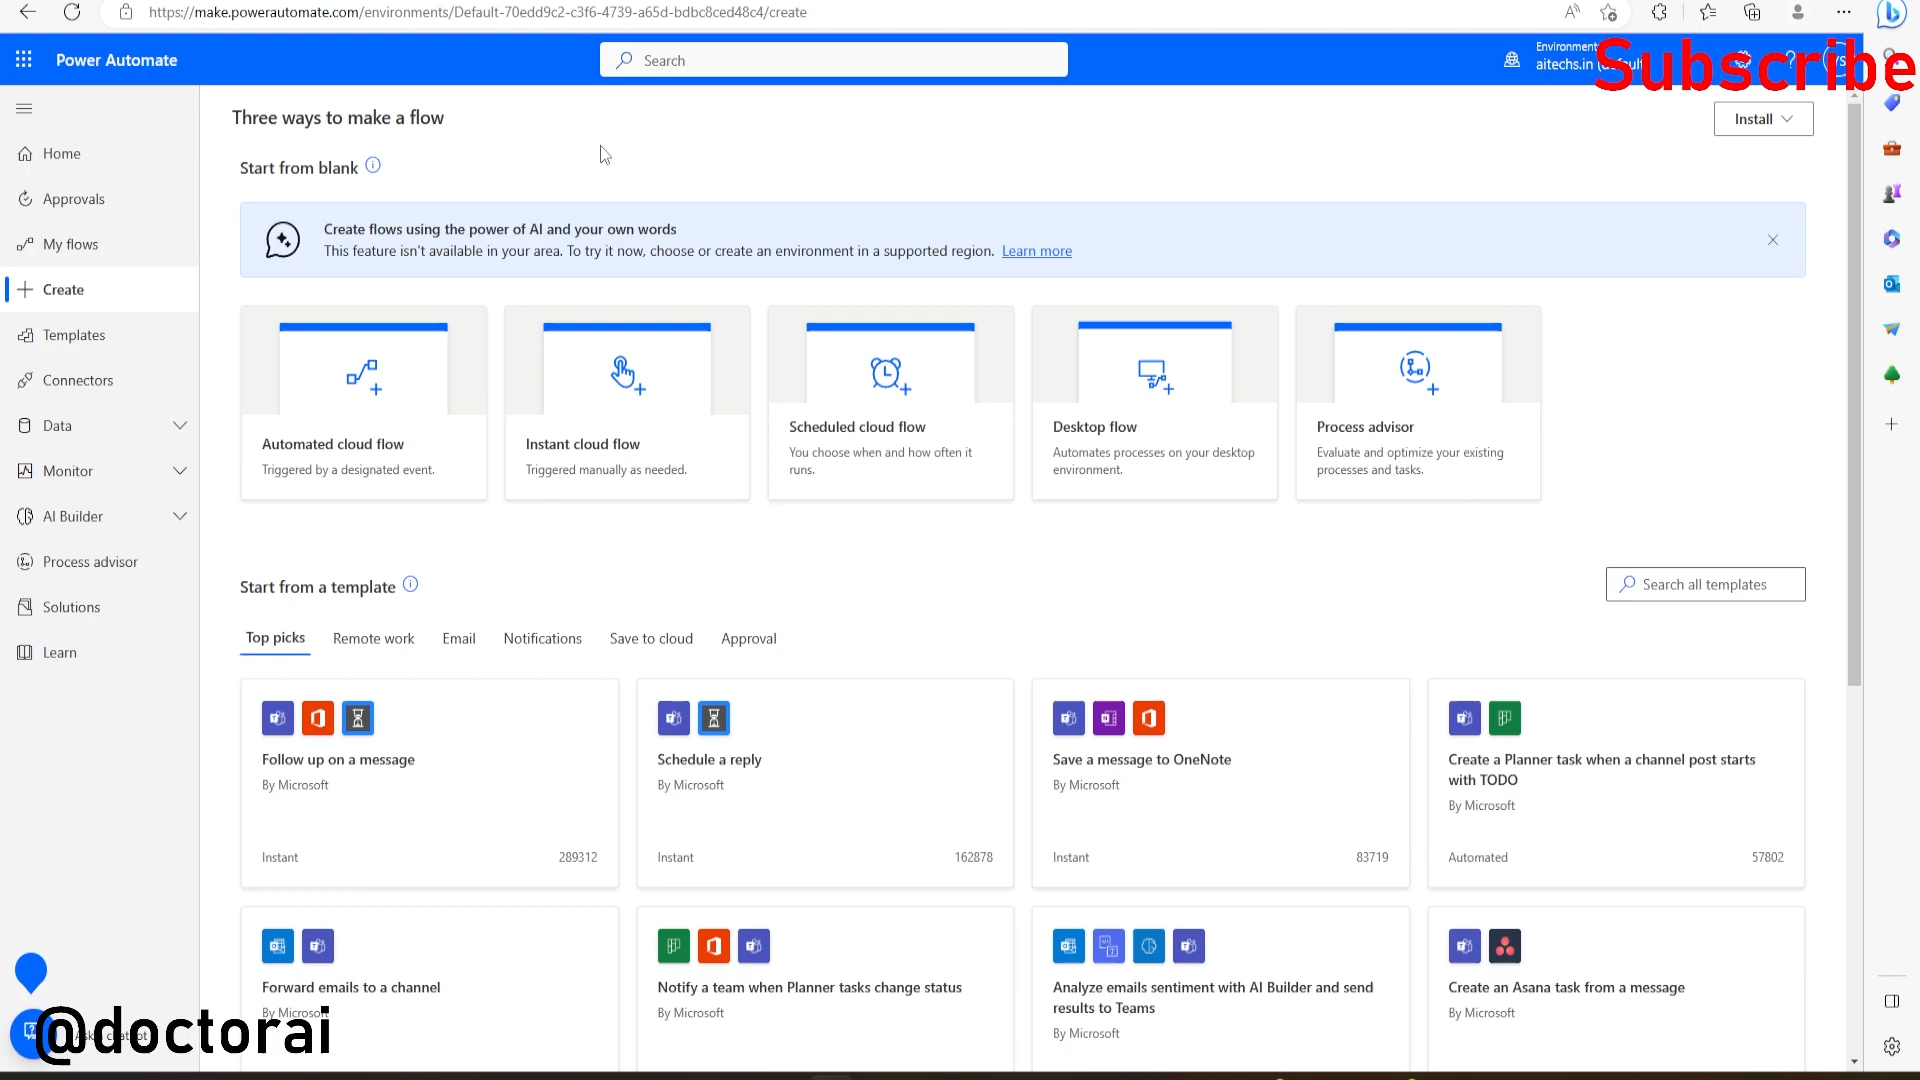 https://make.powerautomate.com/environments/Default-70edd9c2-c3f6-4739-a65d-bdbc8ced48c4/create
Power Automate
Search
Environment
aitechs.in (default)
Subscribe
Three ways to make a flow
Install
Home
Approvals
My flows
Create
Templates
Connectors
Data
Monitor
AI Builder
Process advisor
Solutions
Learn
Start from blank
Create flows using the power of AI and your own words
This feature isn't available in your area. To try it now, choose or create an environment in a supported region. Learn more
Automated cloud flow
Triggered by a designated event.
Instant cloud flow
Triggered manually as needed.
Scheduled cloud flow
You choose when and how often it
runs.
Desktop flow
Automates processes on your desktop
environment.
Process advisor
Evaluate and optimize your existing
processes and tasks.
Start from a template
Search all templates
Top picks
Remote work
Email
Notifications
Save to cloud
Approval
Follow up on a message
By Microsoft
Instant
289312
Schedule a reply
By Microsoft
Instant
162878
Save a message to OneNote
By Microsoft
Instant
83719
Create a Planner task when a channel post starts
with TODO
By Microsoft
Automated
57802
Forward emails to a channel
By Microsoft
Notify a team when Planner tasks change status
By Microsoft
Analyze emails sentiment with AI Builder and send
results to Teams
By Microsoft
Create an Asana task from a message
By Microsoft
@doctorai